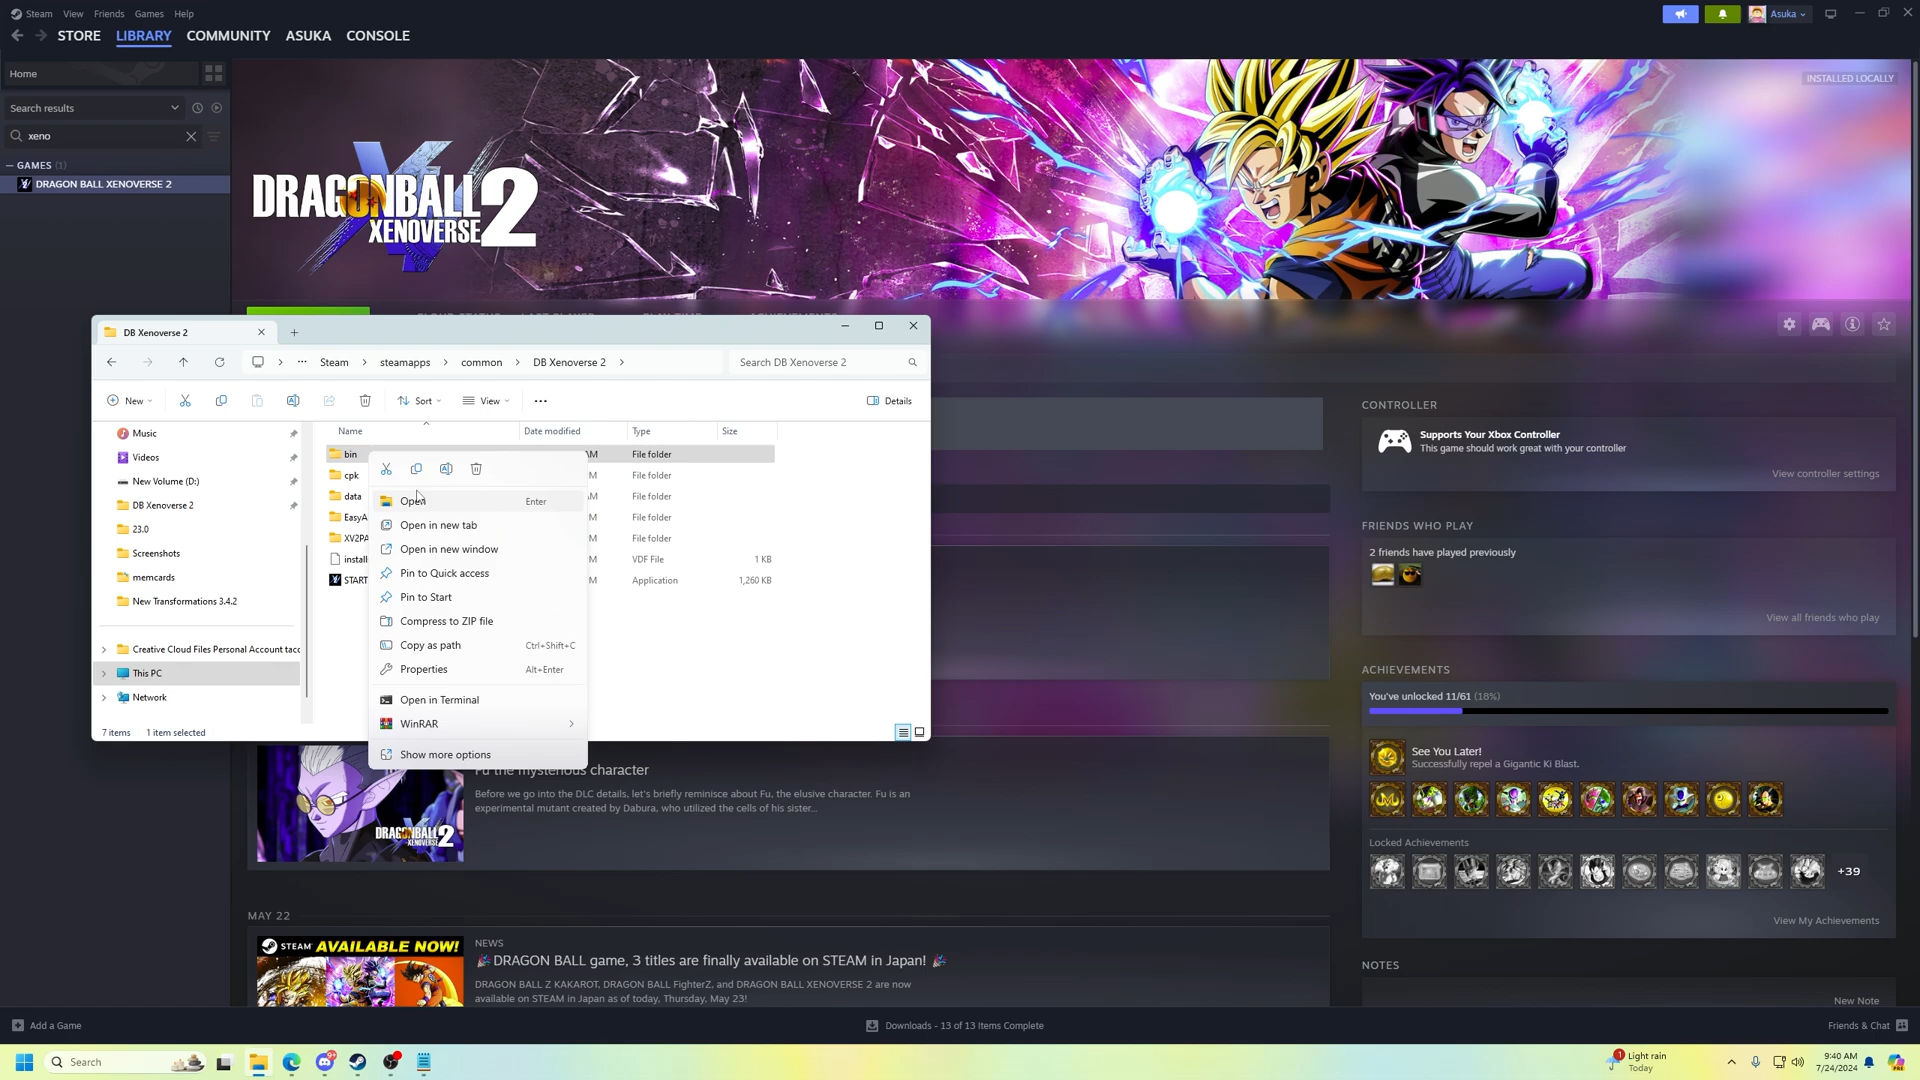 Steam View Friends Games Help
Asuka
STORE LIBRARY COMMUNITY ASUKA CONSOLE
Home
INSTALLED LOCALLY
Search results
xeno
GAMES (1)
DRAGON BALL XENOVERSE 2
DRAGONBALL
XENOVERSE 2
DB Xenoverse 2
Steam steamapps common DB Xenoverse 2
Search DB Xenoverse 2
New Sort View Details
Name Date modified Type Size
Music
Videos
New Volume (D:)
DB Xenoverse 2
23.0
Screenshots
memcards
New Transformations 3.4.2
Creative Cloud Files Personal Account
This PC
Network
bin AM File folder
cpk File folder
data File folder
EasyA M File folder
XV2PA M File folder
install VDF File 1 KB
START M Application 1,260 KB
Open Enter
Open in new tab
Open in new window
Pin to Quick access
Pin to Start
Compress to ZIP file
Copy as path Ctrl+Shift+C
Properties Alt+Enter
Open in Terminal
WinRAR
Show more options
7 items 1 item selected
CONTROLLER
Supports Your Xbox Controller
This game should work great with your controller
View controller settings
FRIENDS WHO PLAY
2 friends have played previously
View all friends who play
ACHIEVEMENTS
You've unlocked 11/61 (18%)
See You Later!
Successfully repel a Gigantic Ki Blast.
Locked Achievements
+39
View My Achievements
NOTES
New Note
Fu the mysterious character
Before we go into the DLC details, let's briefly reminisce about Fu, the elusive character. Fu is an
experimental mutant created by Dabura, who utilized the cells of his sister...
DRAGONBALL
XENOVERSE 2
MAY 22
STEAM AVAILABLE NOW!
NEWS
DRAGON BALL game, 3 titles are finally available on STEAM in Japan!
DRAGON BALL Z KAKAROT, DRAGON BALL FighterZ, and DRAGON BALL XENOVERSE 2 are now
available on STEAM in Japan as of today, Thursday, May 23!
Add a Game
Downloads - 13 of 13 Items Complete
Friends & Chat
Search
1
Light rain
Today
9:40 AM
7/24/2024